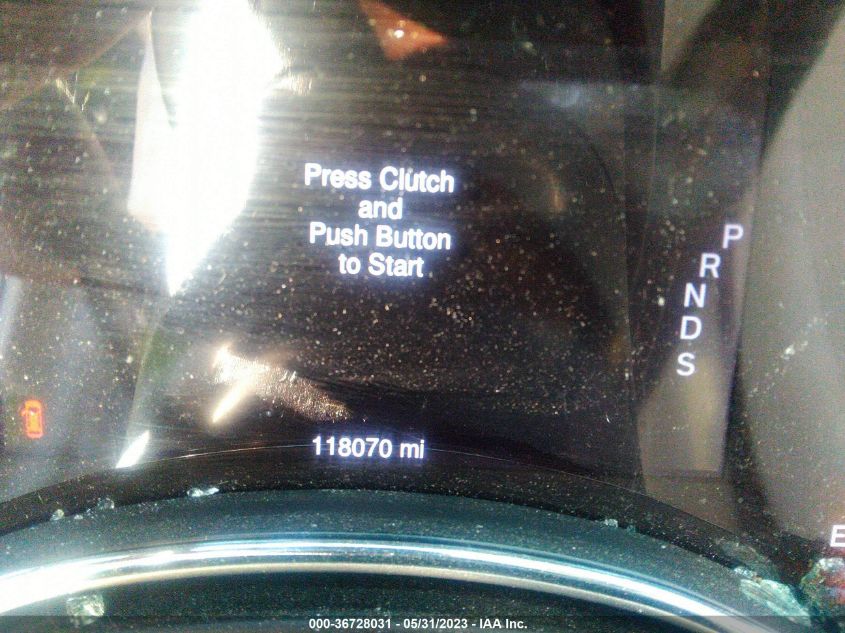 Press Clutch
and
Push Button
to Start
P
R
N
D
S
118070 mi
E
000-36728031 - 05/31/2023 - IAA Inc.